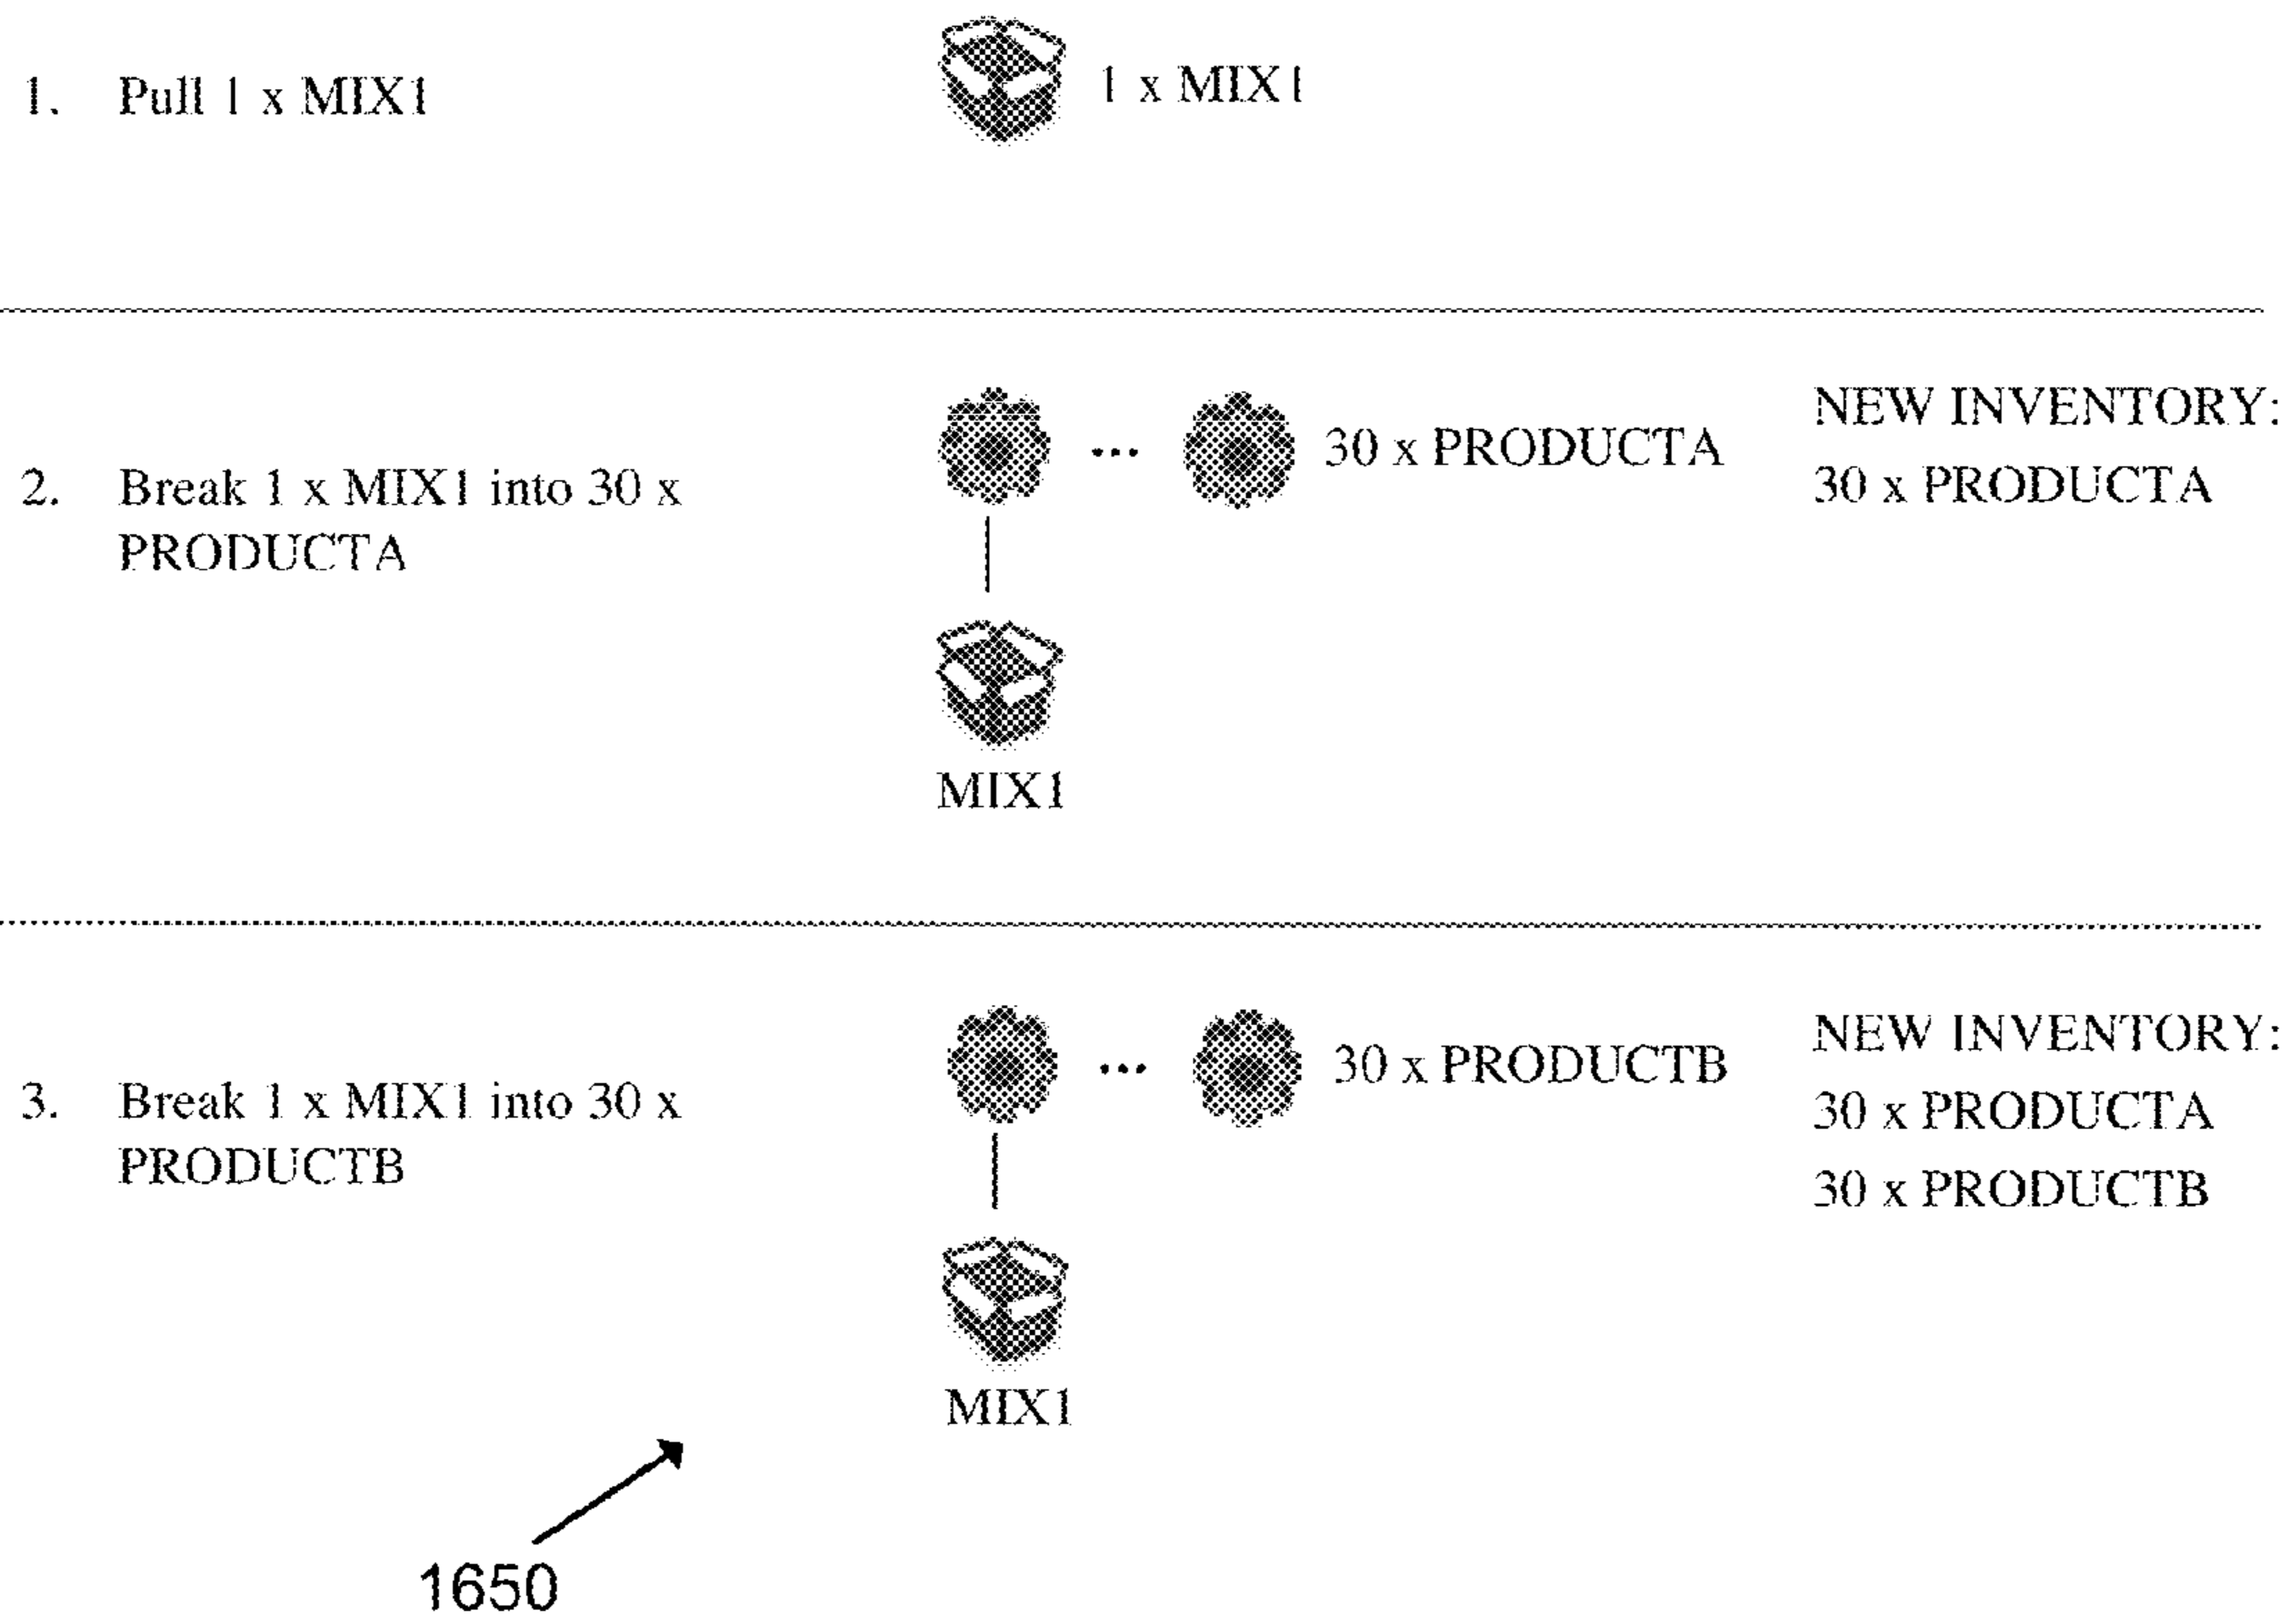 1. Pull 1 x MIX1
1 x MIX1
2. Break 1 x MIX1 into 30 x
PRODUCTA
... 30 x PRODUCTA
MIX1
NEW INVENTORY:
30 x PRODUCTA
3. Break 1 x MIX1 into 30 x
PRODUCTB
... 30 x PRODUCTB
MIX1
NEW INVENTORY:
30 x PRODUCTA
30 x PRODUCTB
1650